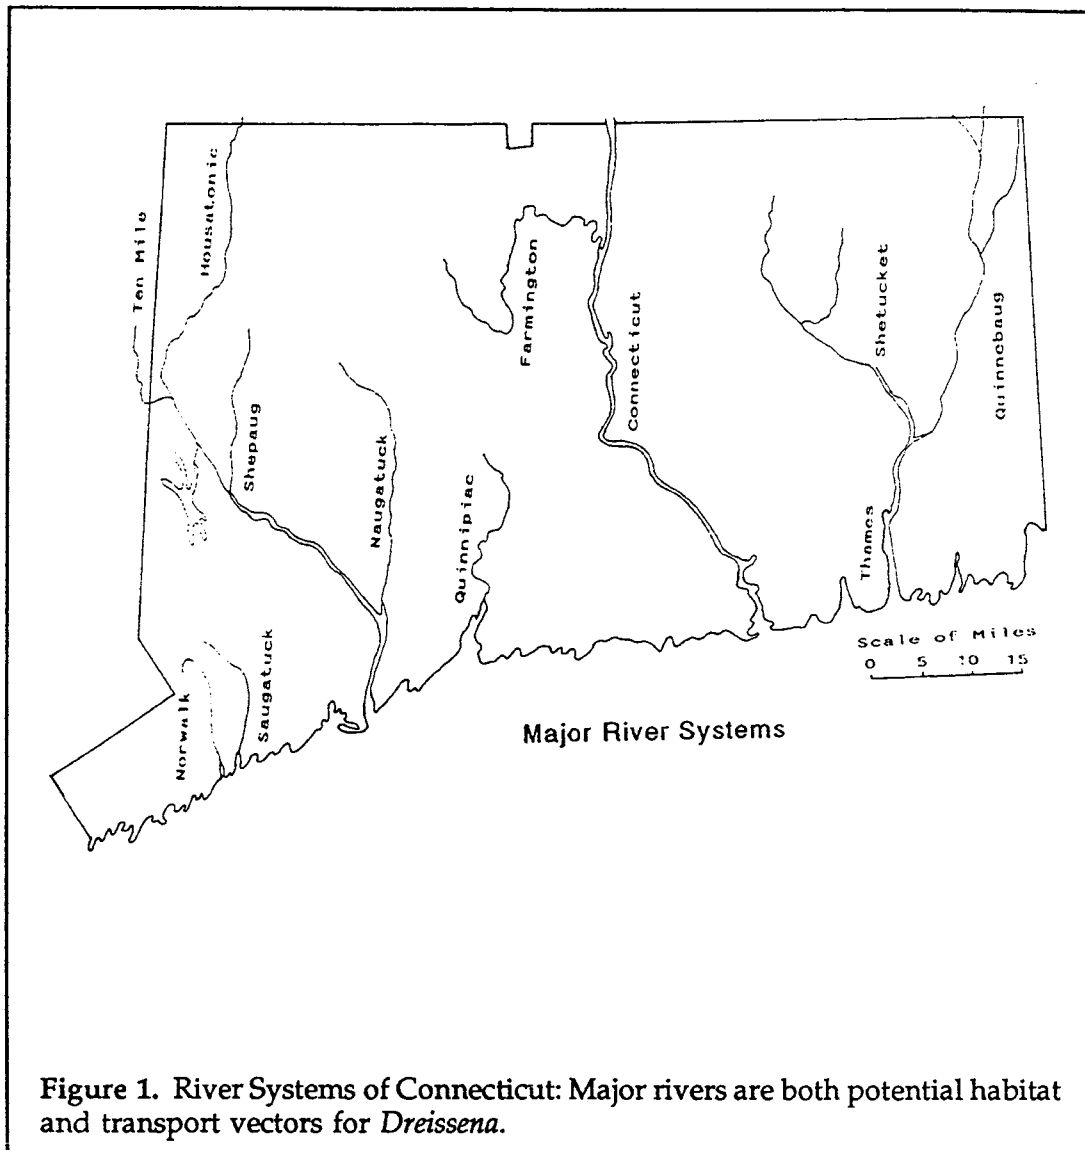 Ten Mile
Housatonic
Shepaug
Naugatuck
Quinnipiac
Farmington
Connecticut
Shetucket
Quinnebaug
Thames
Norwalk
Saugatuck
Scale of Miles
0 5 10 15
Major River Systems
Figure 1. River Systems of Connecticut: Major rivers are both potential habitat
and transport vectors for Dreissena.